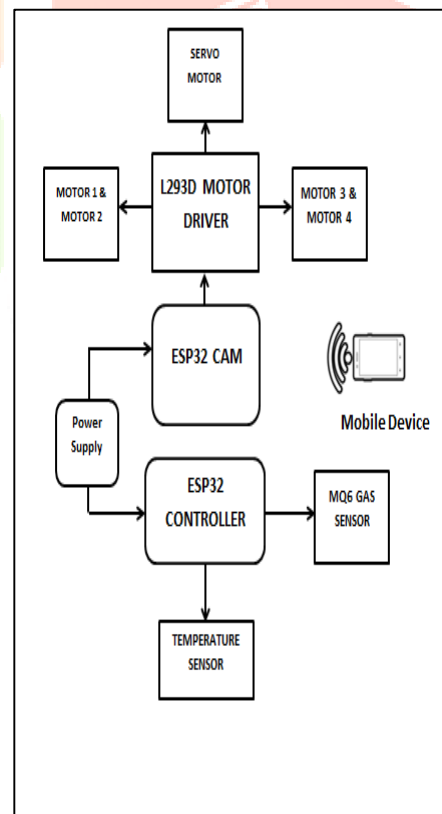 SERVO
MOTOR
MOTOR 1 &
MOTOR 2
L293D MOTOR
DRIVER
MOTOR 3 &
MOTOR 4
ESP32 CAM
Mobile Device
Power
Supply
ESP32
CONTROLLER
MQ6 GAS
SENSOR
TEMPERATURE
SENSOR